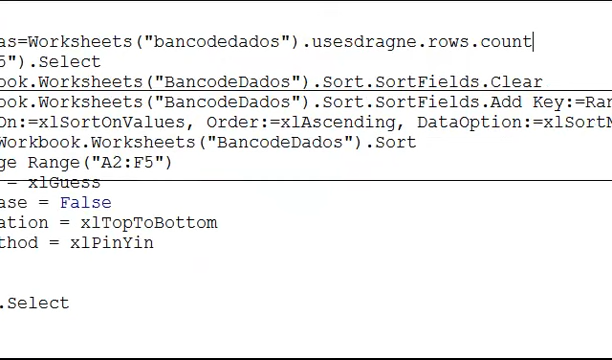 as=Worksheets("bancodedados").usesdragne.rows.count
5").Select
ook.Worksheets("BancodeDados").Sort.SortFields.Clear
ook.Worksheets("BancodeDados").Sort.SortFields.Add Key:=Ran
On:=xlSortOnValues, Order:=xlAscending, DataOption:=xlSortN
Workbook.Worksheets("BancodeDados").Sort
ge Range("A2:F5")
= xlGuess
ase = False
ation = xlTopToBottom
thod = xlPinYin
.Select